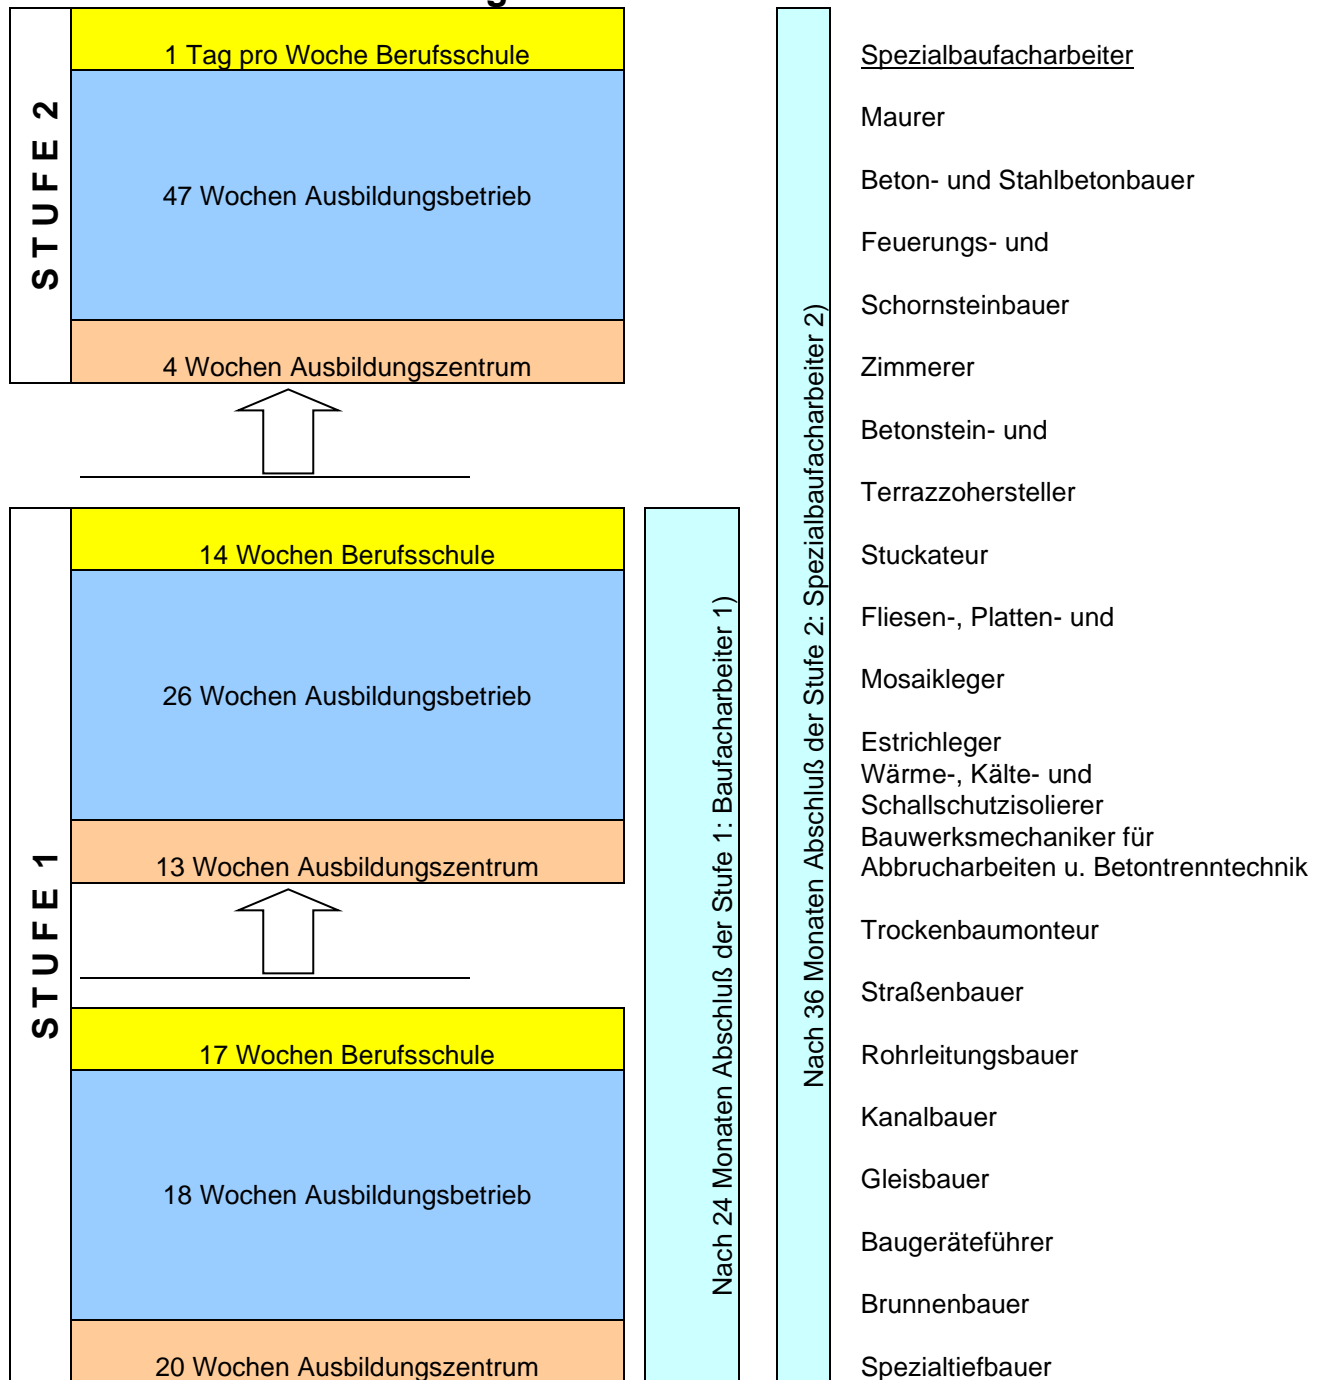 STUFE 2
1 Tag pro Woche Berufsschule
47 Wochen Ausbildungsbetrieb
4 Wochen Ausbildungszentrum
STUFE 1
14 Wochen Berufsschule
26 Wochen Ausbildungsbetrieb
13 Wochen Ausbildungszentrum
17 Wochen Berufsschule
18 Wochen Ausbildungsbetrieb
20 Wochen Ausbildungszentrum
Nach 24 Monaten Abschluß der Stufe 1: Baufacharbeiter 1)
Nach 36 Monaten Abschluß der Stufe 2: Spezialbaufacharbeiter 2)
Spezialbaufacharbeiter
Maurer
Beton- und Stahlbetonbauer
Feuerungs- und
Schornsteinbauer
Zimmerer
Betonstein- und
Terrazzohersteller
Stuckateur
Fliesen-, Platten- und
Mosaikleger
Estrichleger
Wärme-, Kälte- und
Schallschutzisolierer
Bauwerksmechaniker für
Abbrucharbeiten u. Betontrenntechnik
Trockenbaumonteur
Straßenbauer
Rohrleitungsbauer
Kanalbauer
Gleisbauer
Baugeräteführer
Brunnenbauer
Spezialtiefbauer